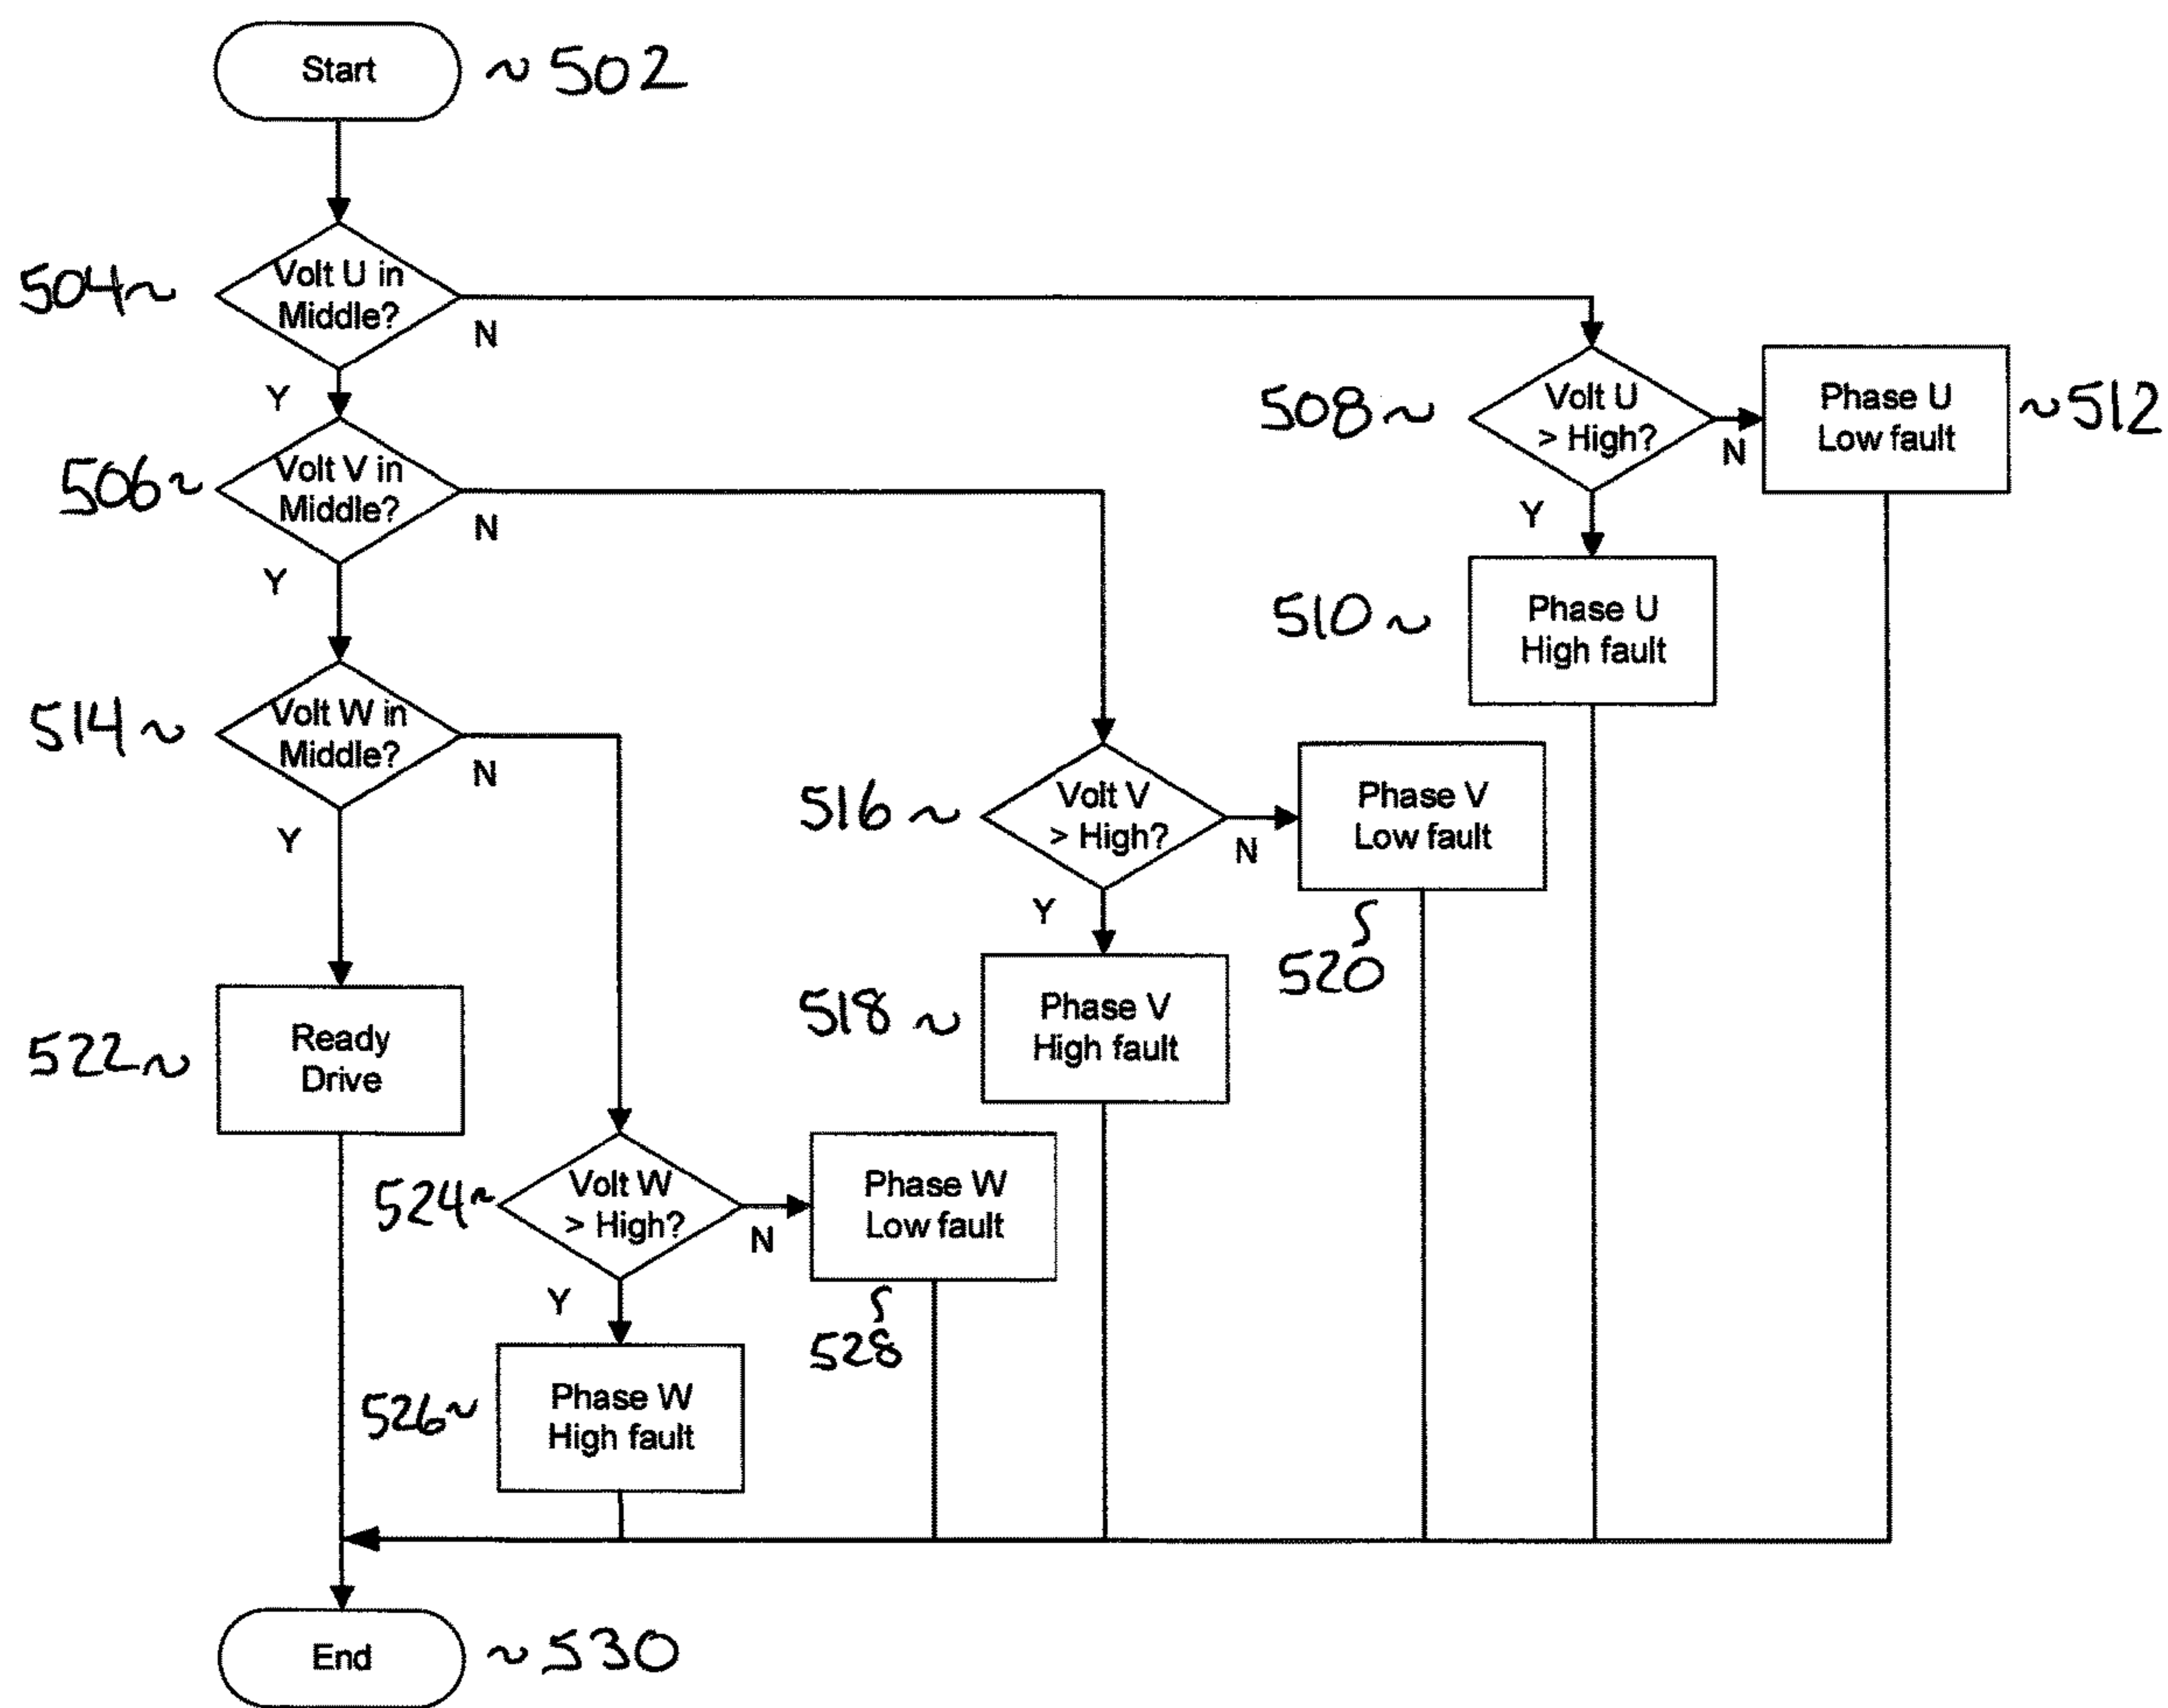 Start
~ 502
504 ~
Volt U in
Middle?
N
Y
508 ~
Volt U
> High?
N
Phase U
Low fault
~ 512
506 ~
Volt V in
Middle?
N
Y
Y
510 ~
Phase U
High fault
514 ~
Volt W in
Middle?
N
Y
516 ~
Volt V
> High?
N
Y
Phase V
Low fault
520
518 ~
Phase V
High fault
522 ~
Ready
Drive
524 ~
Volt W
> High?
N
Y
Phase W
Low fault
528
526 ~
Phase W
High fault
End
~ 530